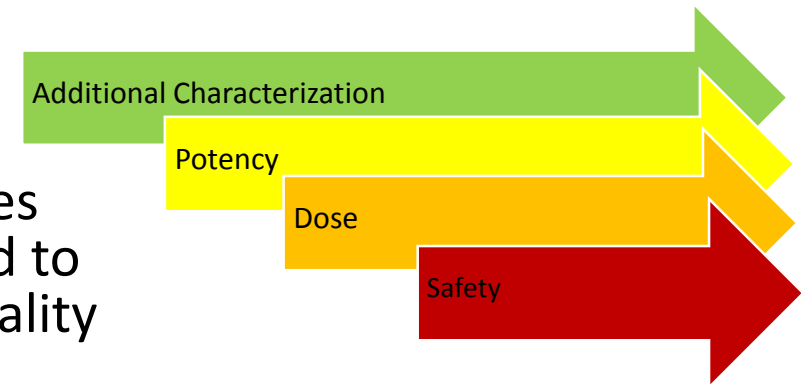 Additional Characterization
Potency
es
Dose
d to
Safety
ality